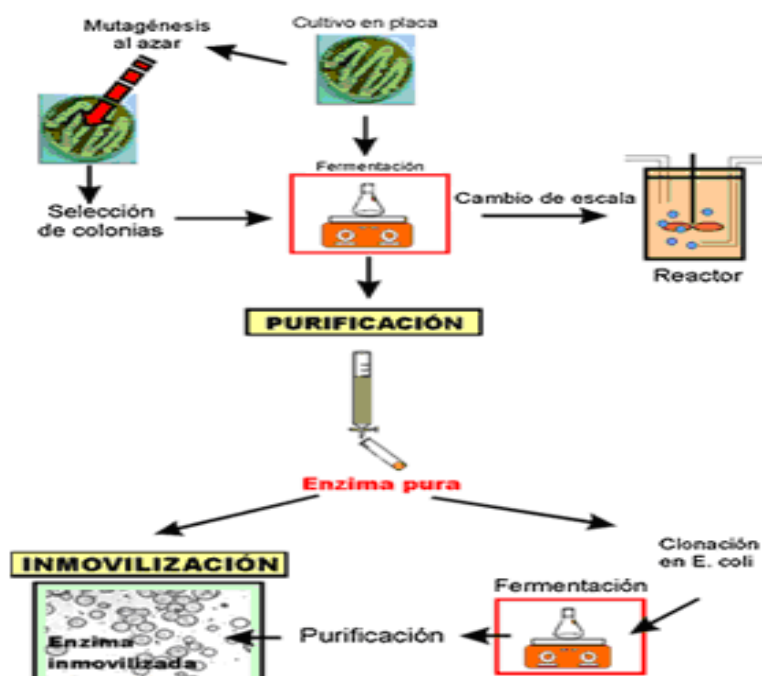 Mutagénesis
al azar
Cultivo en placa
Fermentación
Selección
de colonias
Cambio de escala
Reactor
PURIFICACIÓN
Enzima pura
INMOVILIZACIÓN
Clonación
en E. coli
Fermentación
Purificación
Enzima
inmovilizada